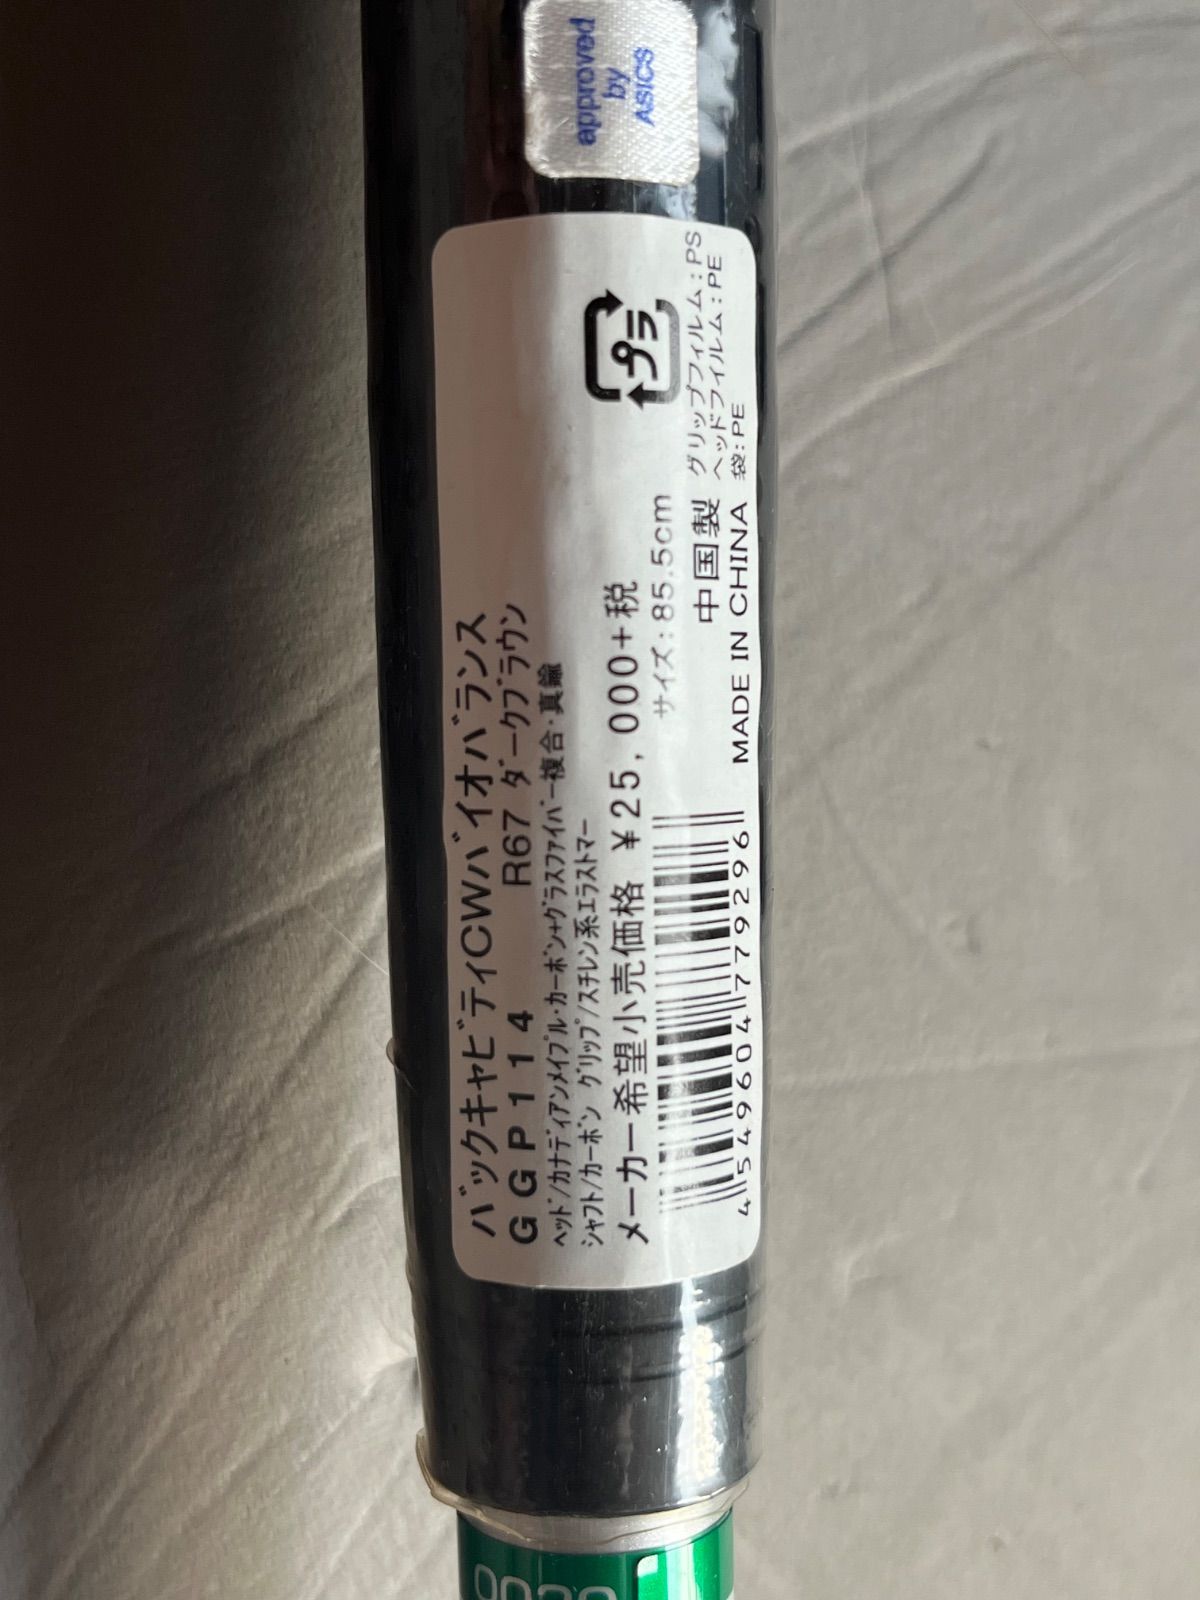 approved
by
ASICS
バックキャビティCWバイオバランス
GGP114 R67 ダークブラウン
ヘッド/カナディアンメイプル・カーボン+グラスファイバー複合・真鍮
シャフト/カーボン グリップ/スチレン系エラストマー
メーカー希望小売価格 ¥25,000+税
サイズ:85.5cm
4549604779296
中国製
MADE IN CHINA
プラ
グリップフィルム:PS
ヘッドフィルム:PE
袋:PE